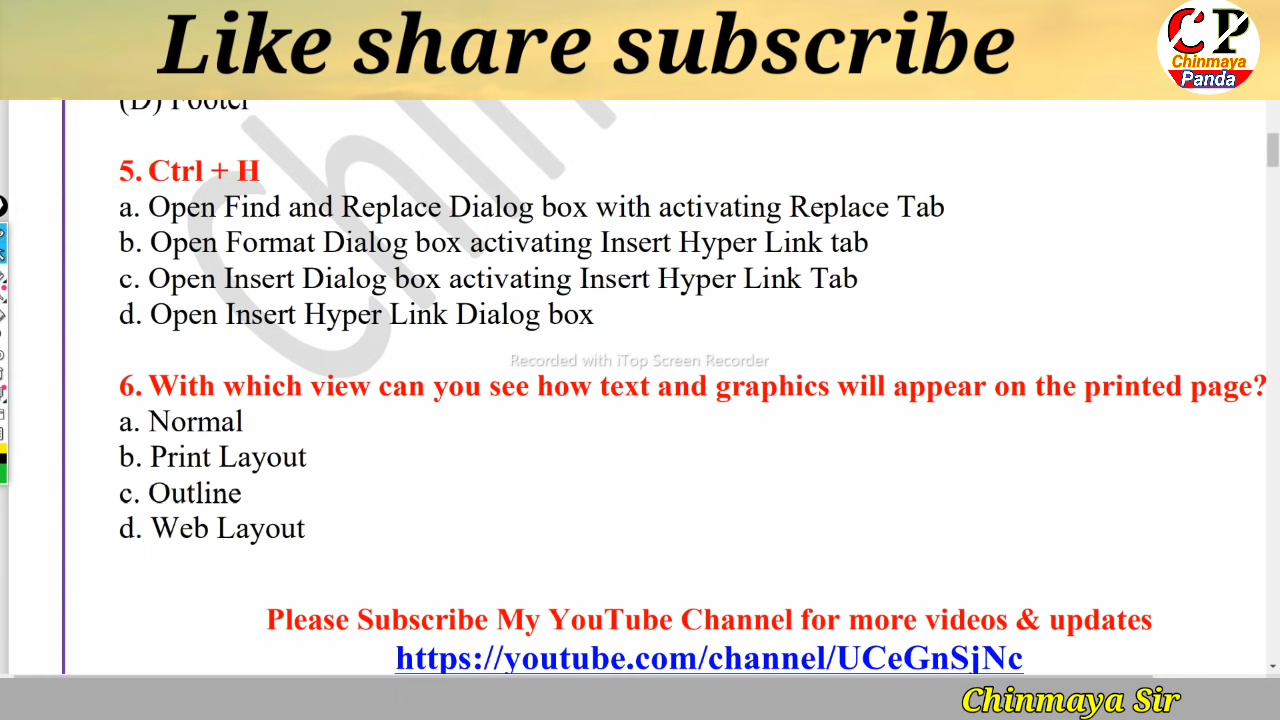 Like share subscribe
CP
Chinmaya
Panda
(D) Footer
5. Ctrl + H
a. Open Find and Replace Dialog box with activating Replace Tab
b. Open Format Dialog box activating Insert Hyper Link tab
c. Open Insert Dialog box activating Insert Hyper Link Tab
d. Open Insert Hyper Link Dialog box
Recorded with iTop Screen Recorder
6. With which view can you see how text and graphics will appear on the printed page?
a. Normal
b. Print Layout
c. Outline
d. Web Layout
Please Subscribe My YouTube Channel for more videos & updates
https://youtube.com/channel/UCeGnSjNc
Chinmaya Sir